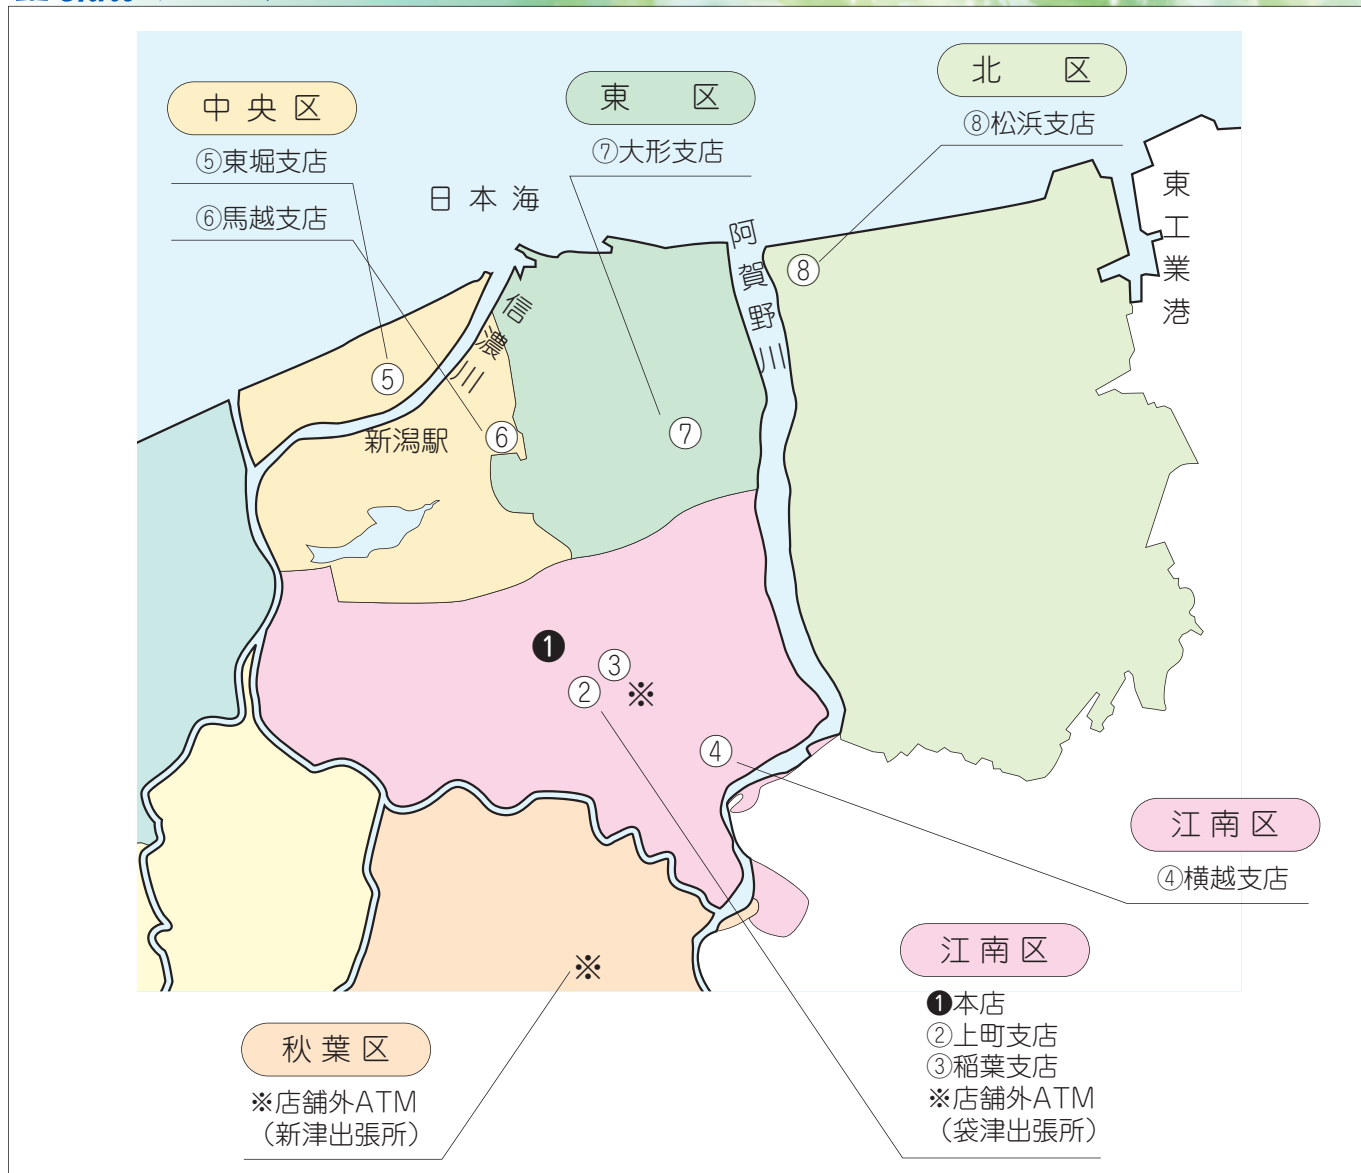 中央区
⑤東堀支店
⑥馬越支店
東 区
⑦大形支店
北 区
⑧松浜支店
日本海
東工業港
阿賀野川
信濃川
新潟駅
⑤
⑥
⑦
⑧
❶
③
②
※
④
※
江南区
④横越支店
江南区
❶本店
②上町支店
③稲葉支店
※店舗外ATM
（袋津出張所）
秋葉区
※店舗外ATM
（新津出張所）